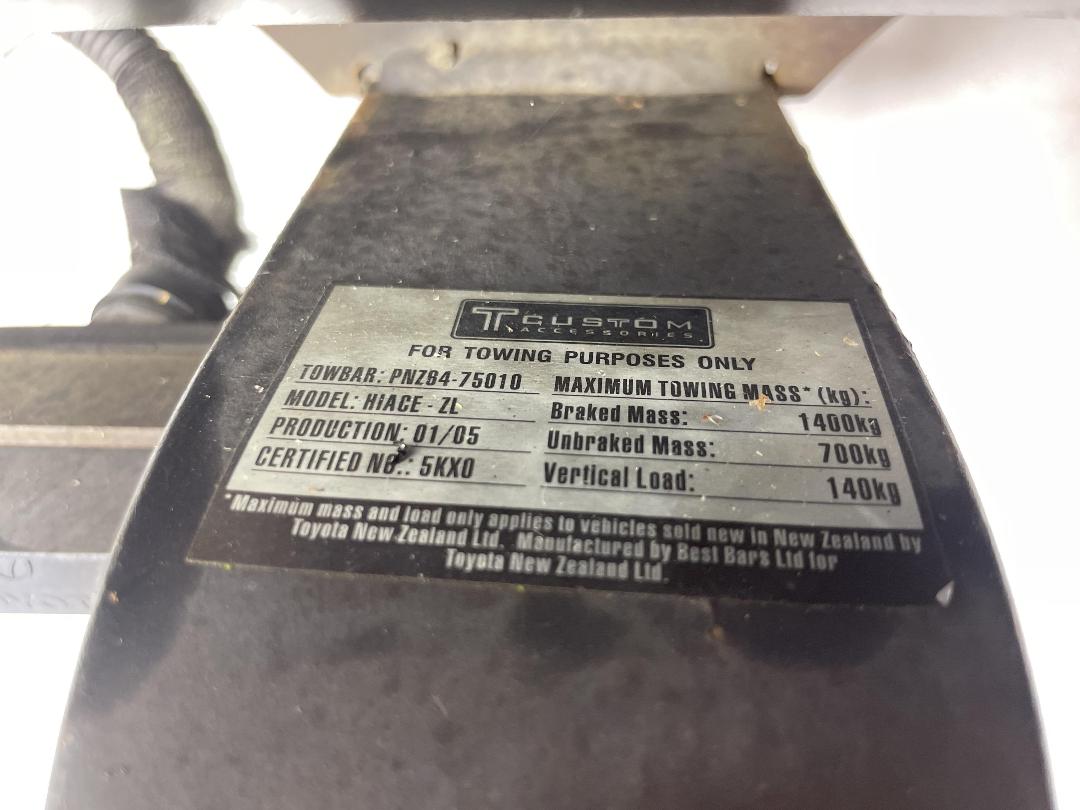 T CUSTOM
ACCESSORIES
FOR TOWING PURPOSES ONLY
TOWBAR: PNZ64-75010
MODEL: HiACE - ZL
PRODUCTION: 01/05
CERTIFIED NO.: 5KX0
MAXIMUM TOWING MASS* (kg):
Braked Mass: 1400kg
Unbraked Mass: 700kg
Vertical Load: 140kg
*Maximum mass and load only applies to vehicles sold new in New Zealand by
Toyota New Zealand Ltd. Manufactured by Best Bars Ltd for
Toyota New Zealand Ltd.